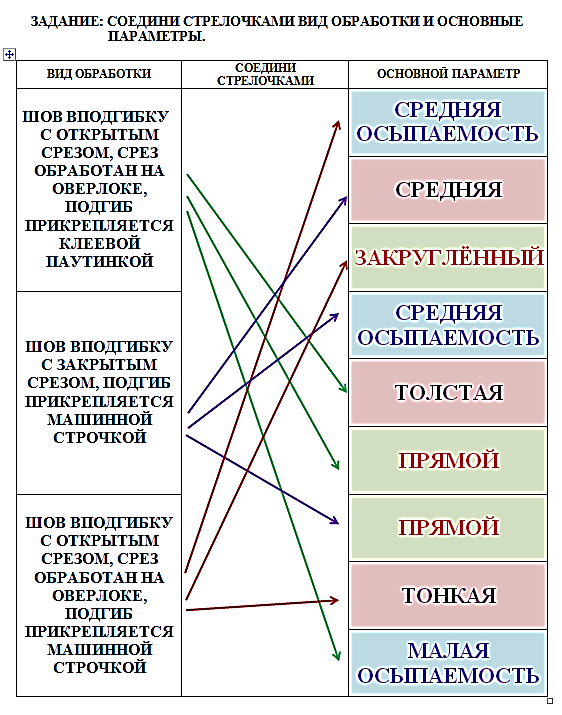 ЗАДАНИЕ: СОЕДИНИ СТРЕЛОЧКАМИ ВИД ОБРАБОТКИ И ОСНОВНЫЕ
ПАРАМЕТРЫ.
ВИД ОБРАБОТКИ
СОЕДИНИ
СТРЕЛОЧКАМИ
ОСНОВНОЙ ПАРАМЕТР
ШОВ ВПОДГИБКУ
С ОТКРЫТЫМ
СРЕЗОМ, СРЕЗ
ОБРАБОТАН НА
ОВЕРЛОКЕ,
ПОДГИБ
ПРИКРЕПЛЯЕТСЯ
КЛЕЕВОЙ
ПАУТИНКОЙ
ШОВ ВПОДГИБКУ
С ЗАКРЫТЫМ
СРЕЗОМ, ПОДГИБ
ПРИКРЕПЛЯЕТСЯ
МАШИННОЙ
СТРОЧКОЙ
ШОВ ВПОДГИБКУ
С ОТКРЫТЫМ
СРЕЗОМ, СРЕЗ
ОБРАБОТАН НА
ОВЕРЛОКЕ,
ПОДГИБ
ПРИКРЕПЛЯЕТСЯ
МАШИННОЙ
СТРОЧКОЙ
СРЕДНЯЯ
ОСЫПАЕМОСТЬ
СРЕДНЯЯ
ЗАКРУГЛЁННЫЙ
СРЕДНЯЯ
ОСЫПАЕМОСТЬ
ТОЛСТАЯ
ПРЯМОЙ
ПРЯМОЙ
ТОНКАЯ
МАЛАЯ
ОСЫПАЕМОСТЬ